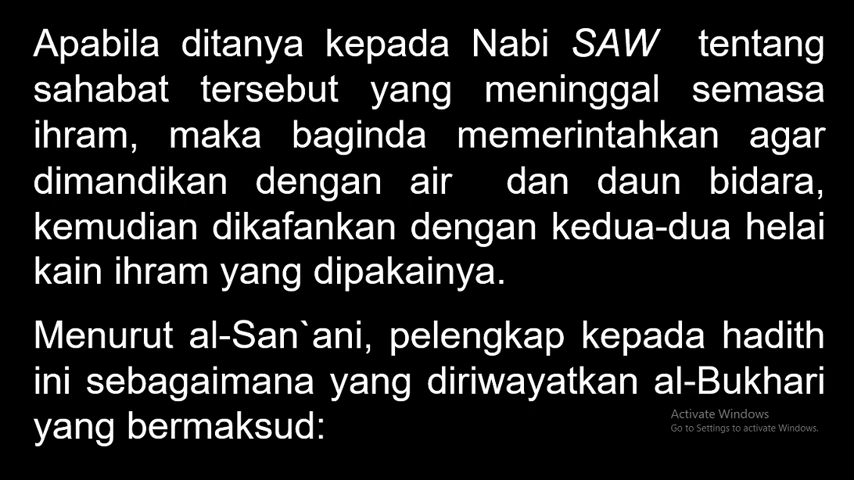 Apabila ditanya kepada Nabi SAW tentang
sahabat tersebut yang meninggal semasa
ihram, maka baginda memerintahkan agar
dimandikan dengan air dan daun bidara,
kemudian dikafankan dengan kedua-dua helai
kain ihram yang dipakainya.
Menurut al-San`ani, pelengkap kepada hadith
ini sebagaimana yang diriwayatkan al-Bukhari
yang bermaksud:
Activate Windows
Go to Settings to activate Windows.